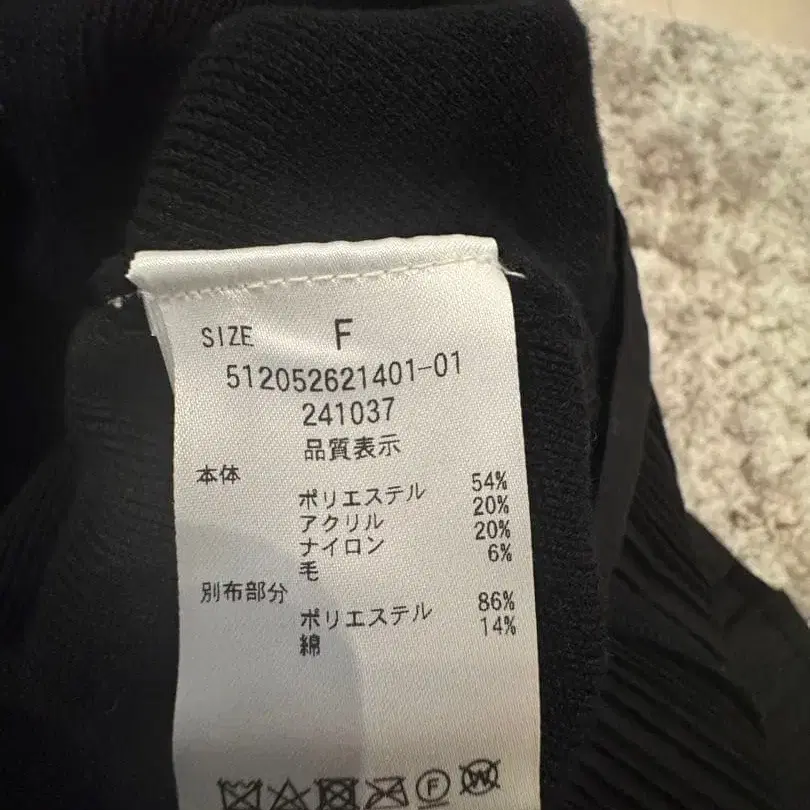 SIZE F
512052621401-01
241037
品質表示
本体
ポリエステル 54%
アクリル 20%
ナイロン 20%
毛 6%
別布部分
ポリエステル 86%
綿 14%
F W